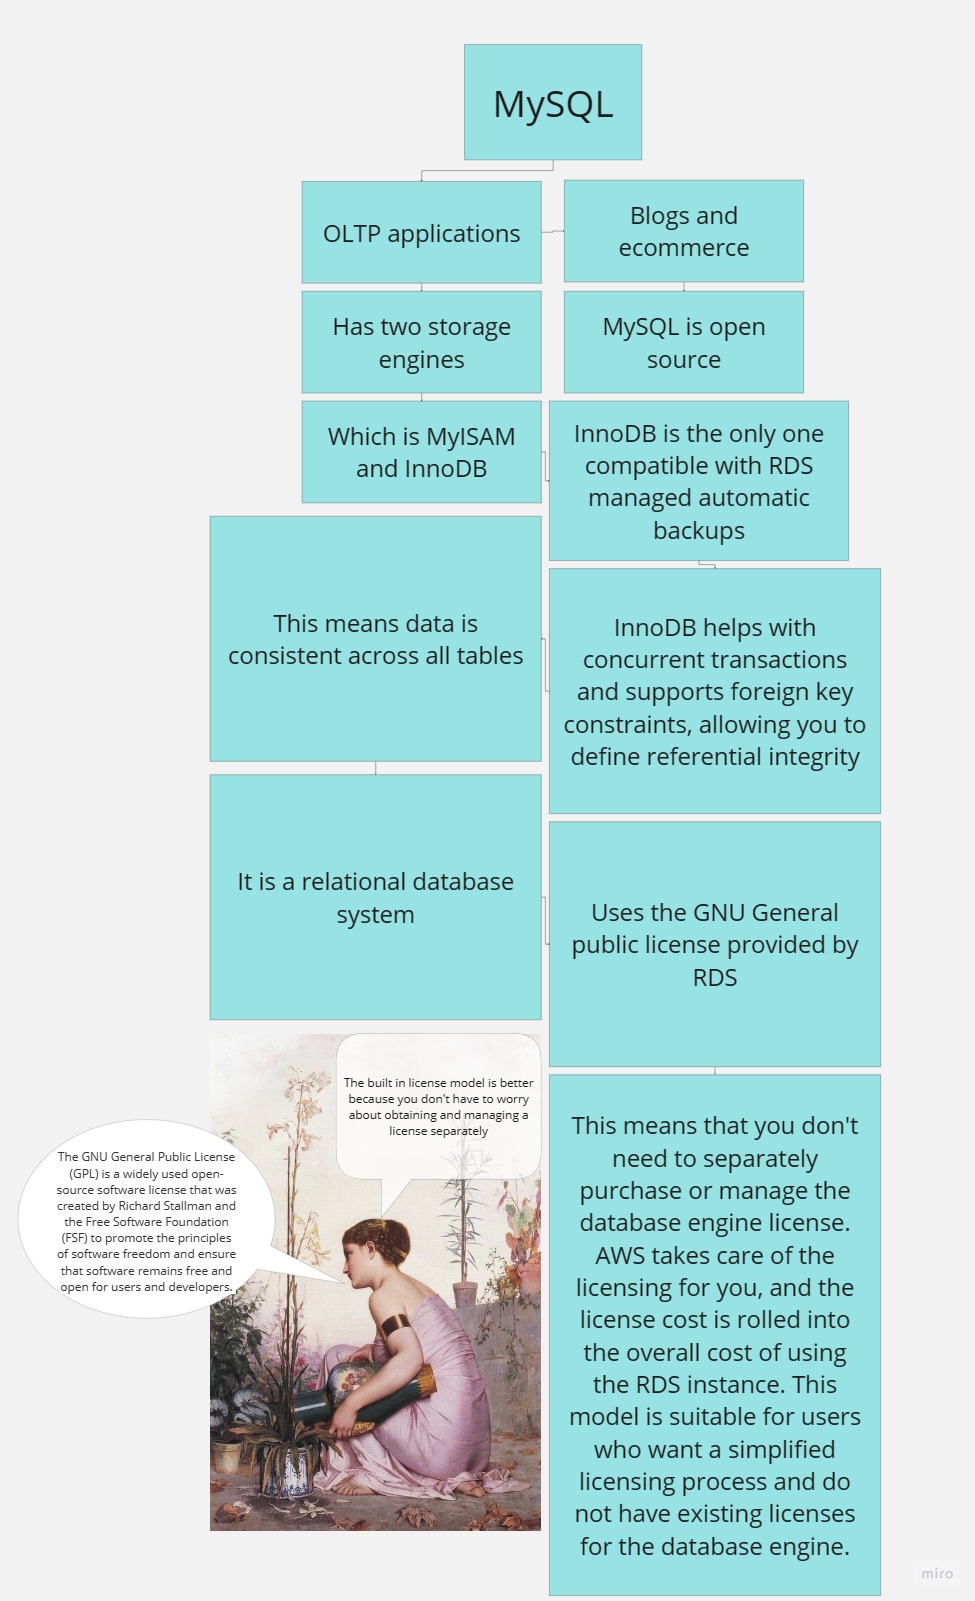 MySQL
OLTP applications
Blogs and
ecommerce
Has two storage
engines
MySQL is open
source
Which is MyISAM
and InnoDB
InnoDB is the only one
compatible with RDS
managed automatic
backups
This means data is
consistent across all tables
InnoDB helps with
concurrent transactions
and supports foreign key
constraints, allowing you to
define referential integrity
It is a relational database
system
Uses the GNU General
public license provided by
RDS
The built in license model is better
because you don't have to worry
about obtaining and managing a
license separately
The GNU General Public License
(GPL) is a widely used open-
source software license that was
created by Richard Stallman and
the Free Software Foundation
(FSF) to promote the principles
of software freedom and ensure
that software remains free and
open for users and developers.
This means that you don't
need to separately
purchase or manage the
database engine license.
AWS takes care of the
licensing for you, and the
license cost is rolled into
the overall cost of using
the RDS instance. This
model is suitable for users
who want a simplified
licensing process and do
not have existing licenses
for the database engine.
miro